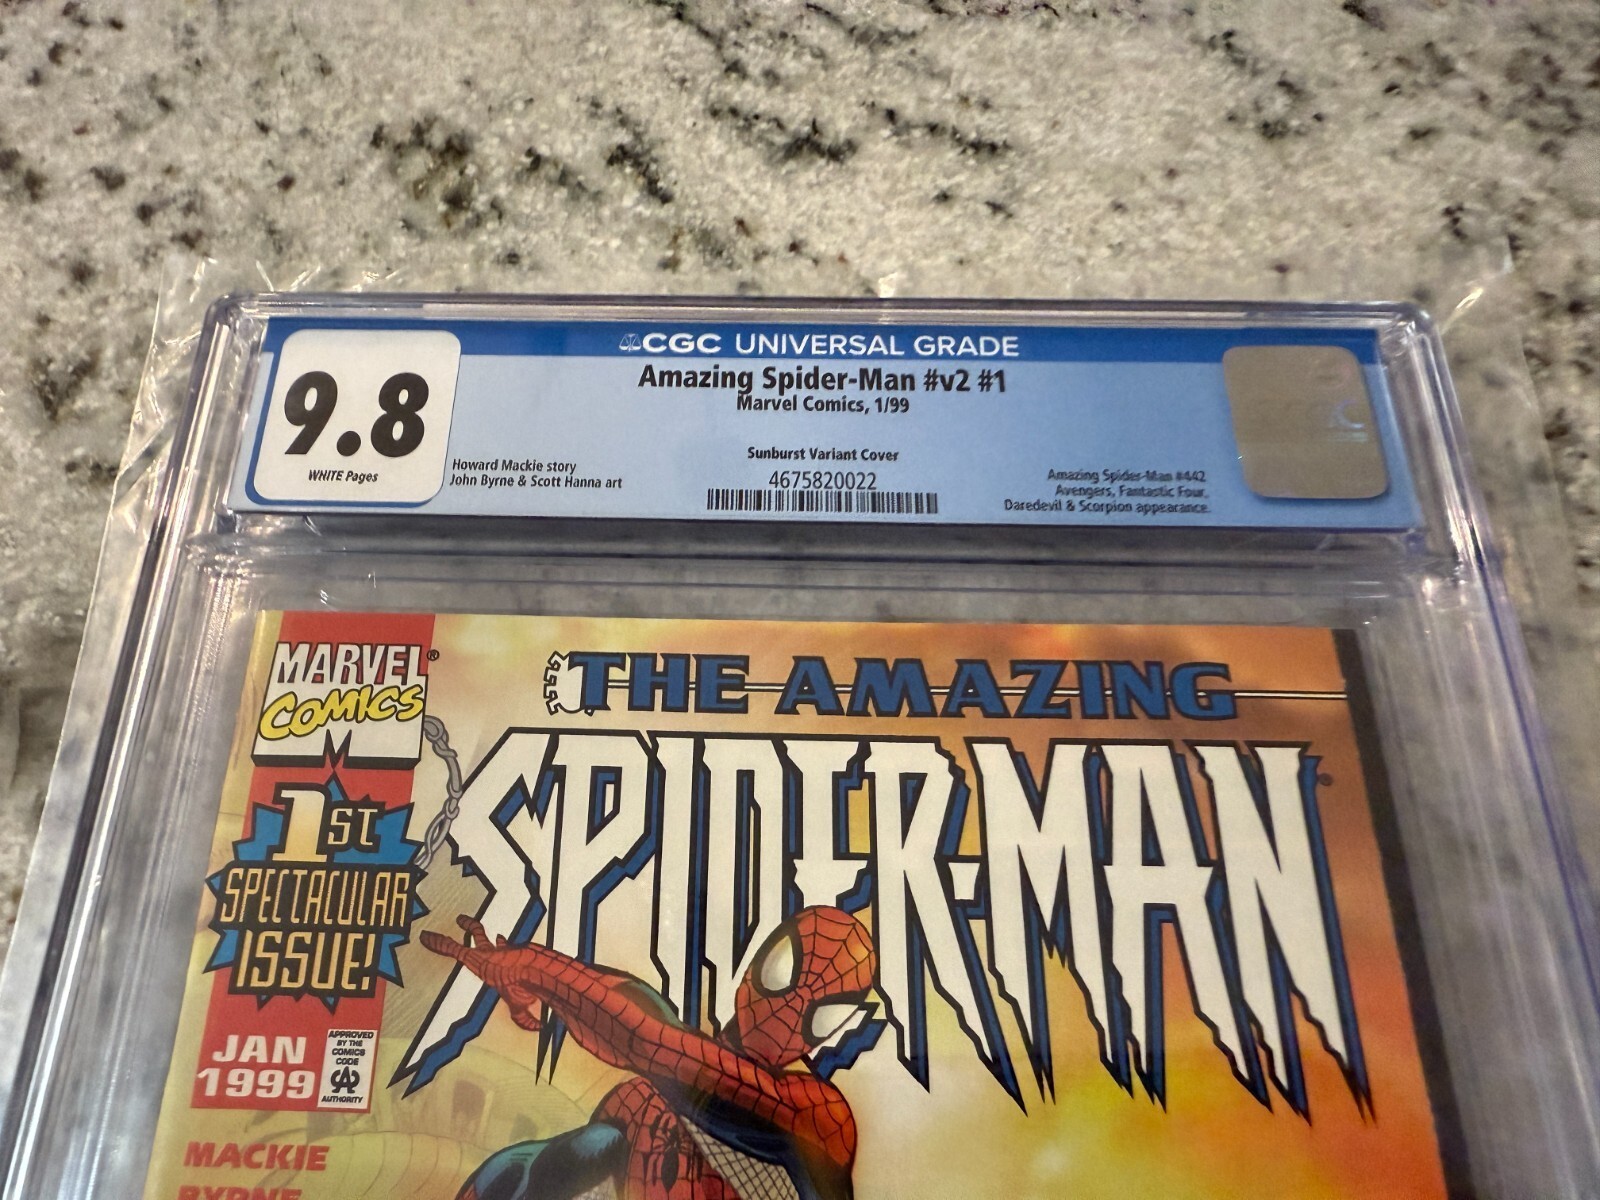 CGC UNIVERSAL GRADE
9.8
WHITE Pages
Amazing Spider-Man #v2 #1
Marvel Comics, 1/99
Howard Mackie story
John Byrne & Scott Hanna art
Sunburst Variant Cover
4675820022
Amazing Spider-Man #442
Avengers, Fantastic Four,
Daredevil & Scorpion appearance.
MARVEL®
COMICS
THE AMAZING
SPIDER-MAN®
1ST
SPECTACULAR
ISSUE!
JAN
1999
APPROVED
BY THE
COMICS
CODE
CA
AUTHORITY
MACKIE
BYRNE